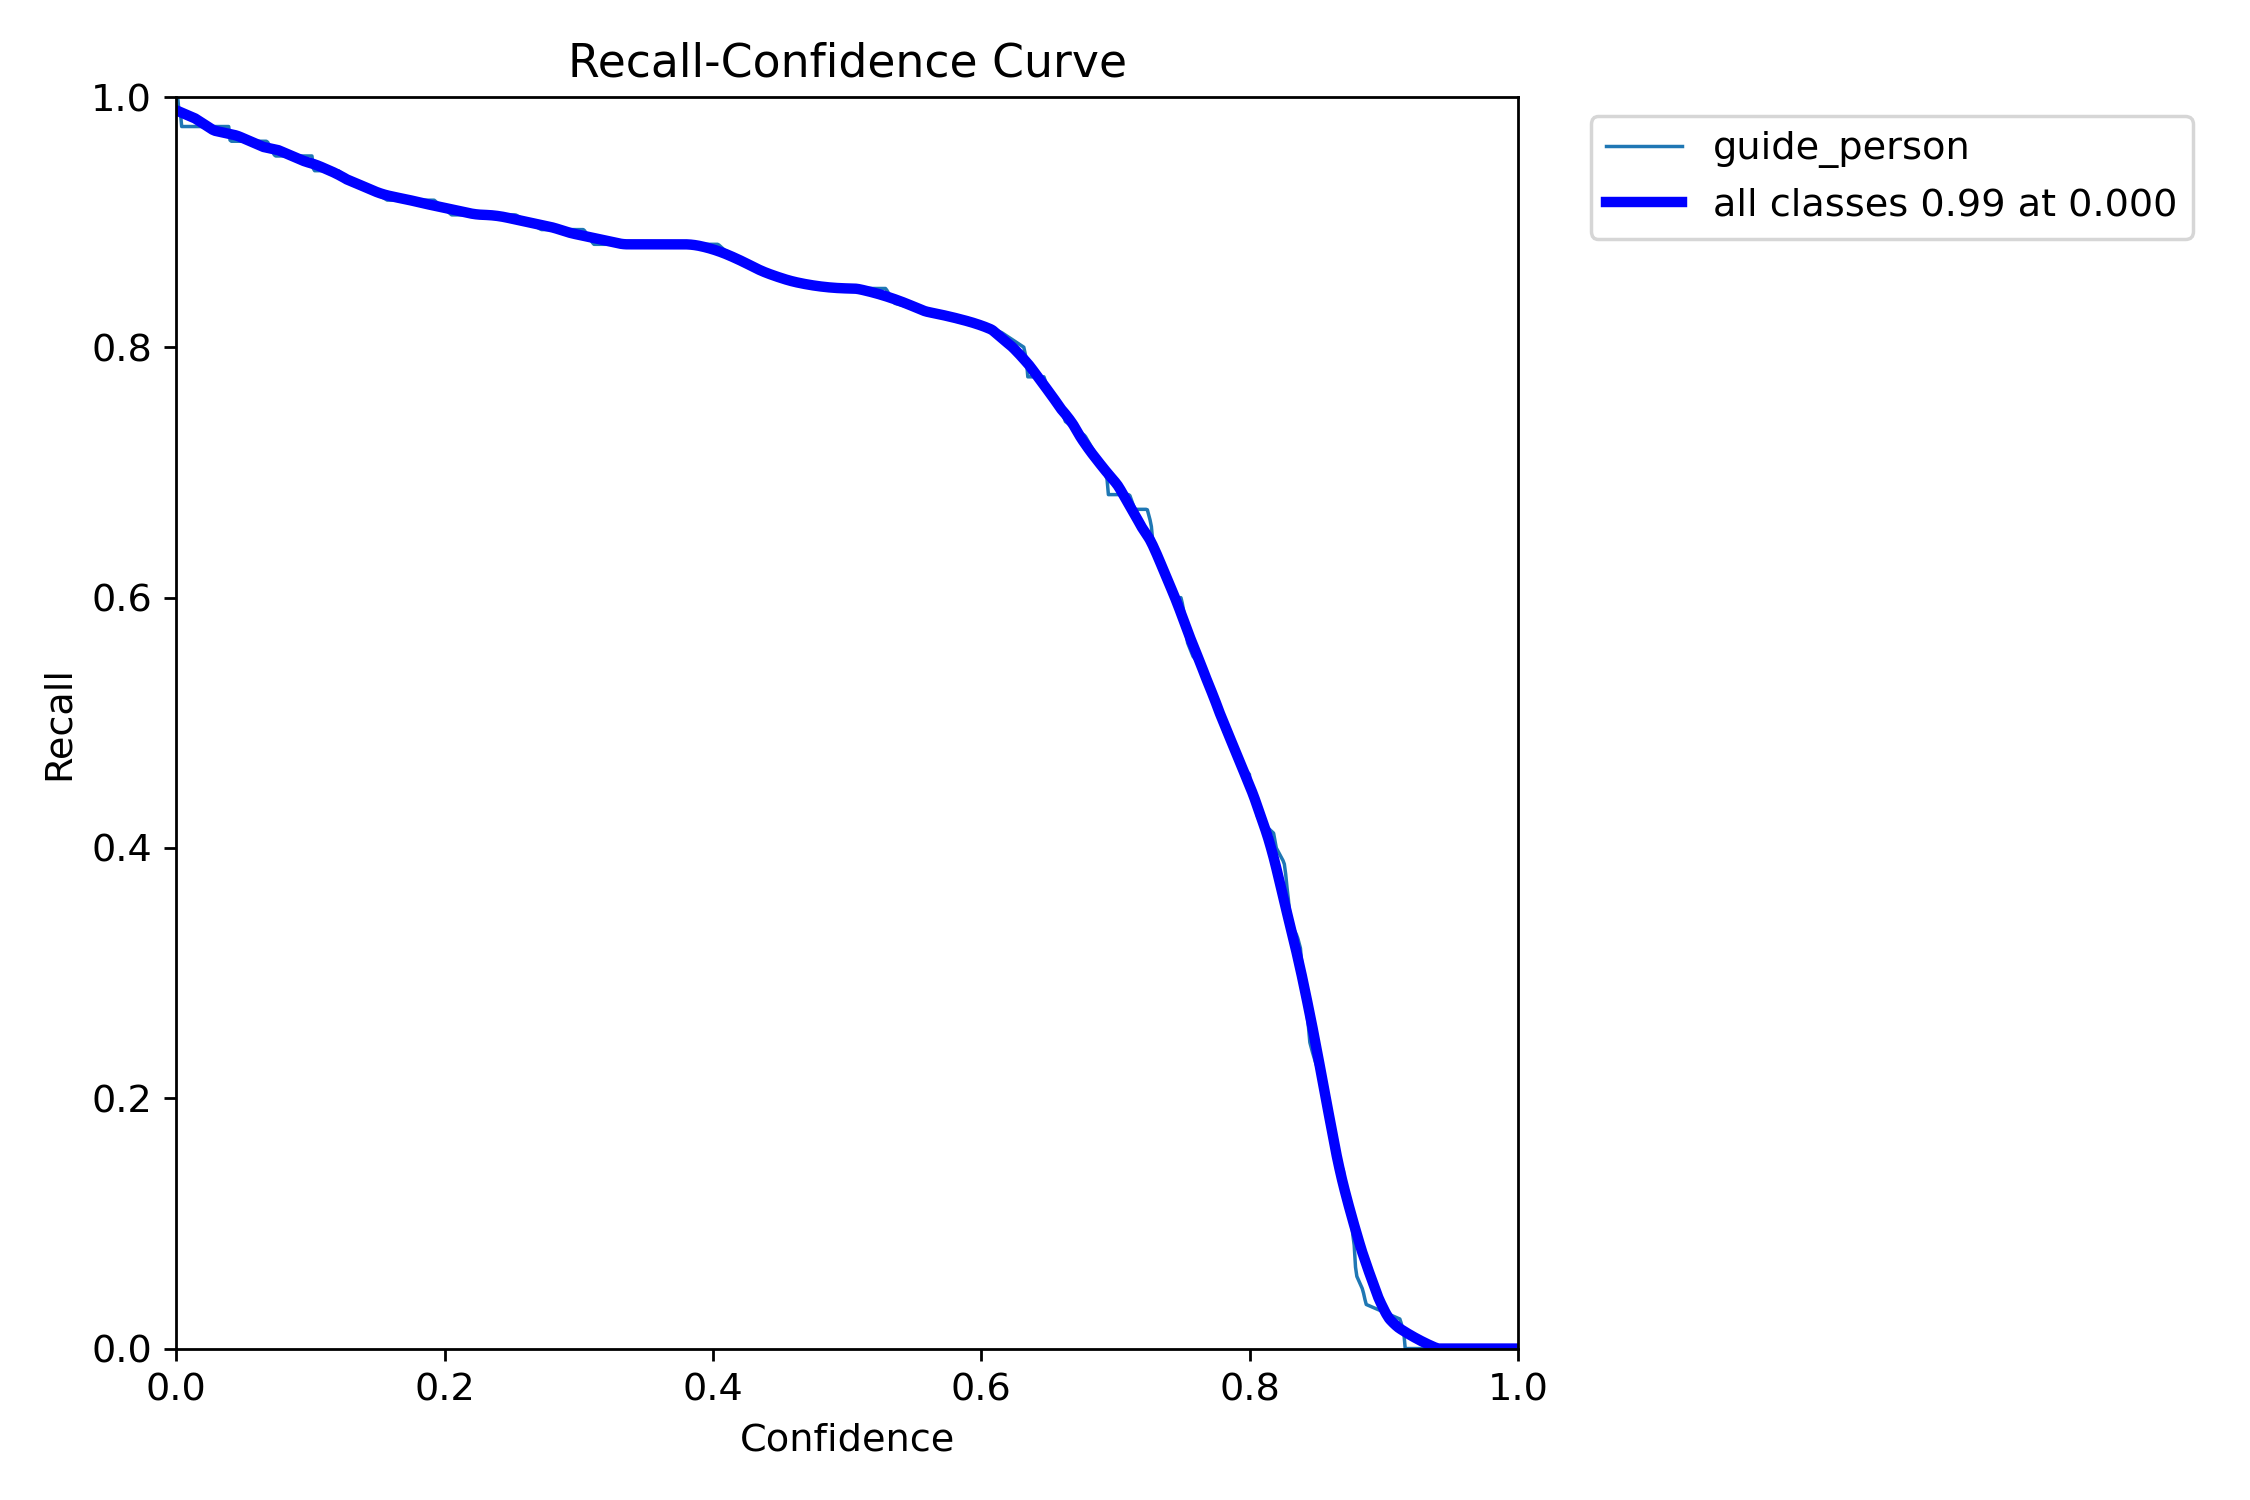 Recall-Confidence Curve
guide_person
all classes 0.99 at 0.000
1.0
0.8
0.6
0.4
0.2
0.0
Recall
0.0 0.2 0.4 0.6 0.8 1.0
Confidence